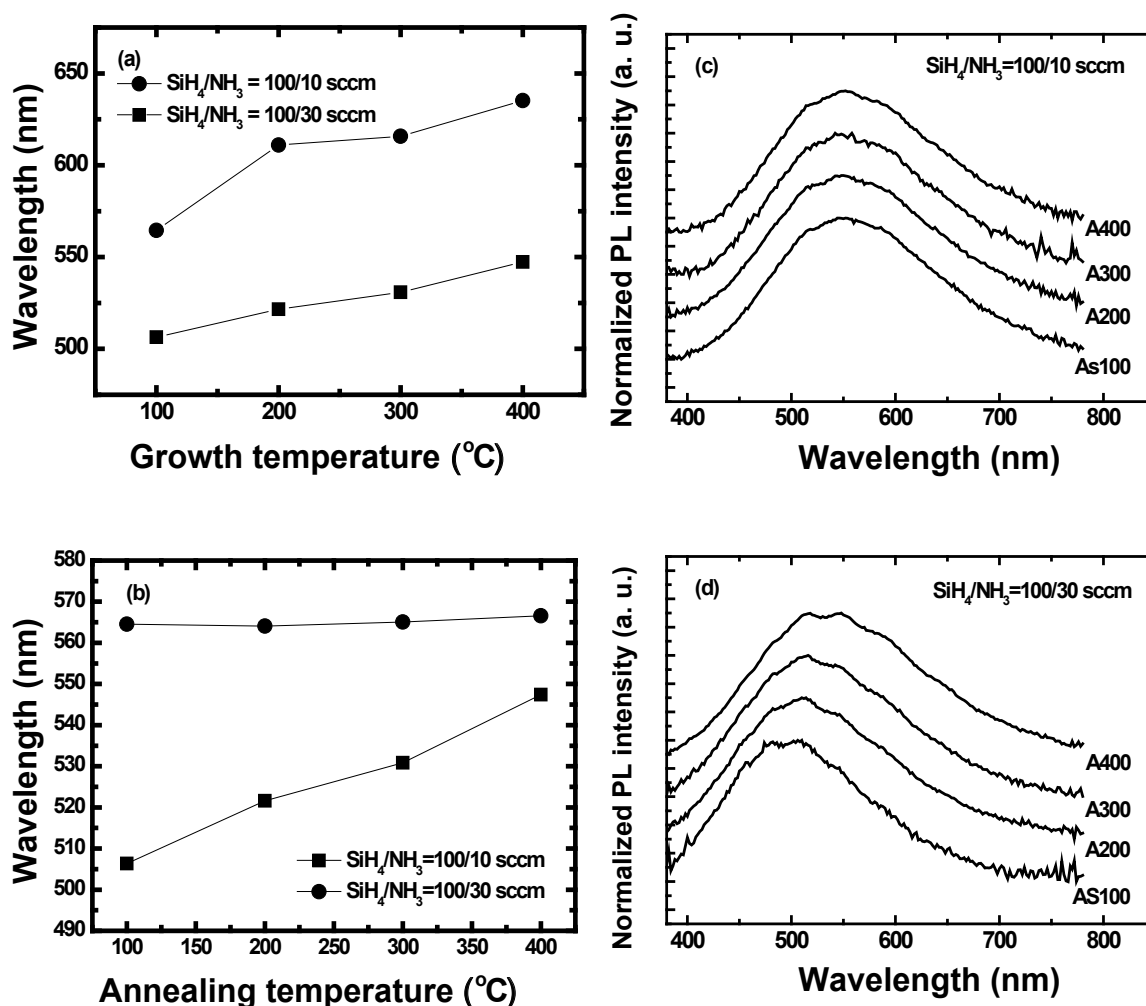 (a)
SiH4/NH3 = 100/10 sccm
SiH4/NH3 = 100/30 sccm
650
600
550
500
Wavelength (nm)
100 200 300 400
Growth temperature (°C)
(c)
SiH4/NH3=100/10 sccm
Normalized PL intensity (a. u.)
A400
A300
A200
As100
400 500 600 700 800
Wavelength (nm)
(b)
580
570
560
550
540
530
520
510
500
490
Wavelength (nm)
SiH4/NH3=100/10 sccm
SiH4/NH3=100/30 sccm
100 150 200 250 300 350 400
Annealing temperature (°C)
(d)
SiH4/NH3=100/30 sccm
Normalized PL intensity (a. u.)
A400
A300
A200
AS100
400 500 600 700 800
Wavelength (nm)